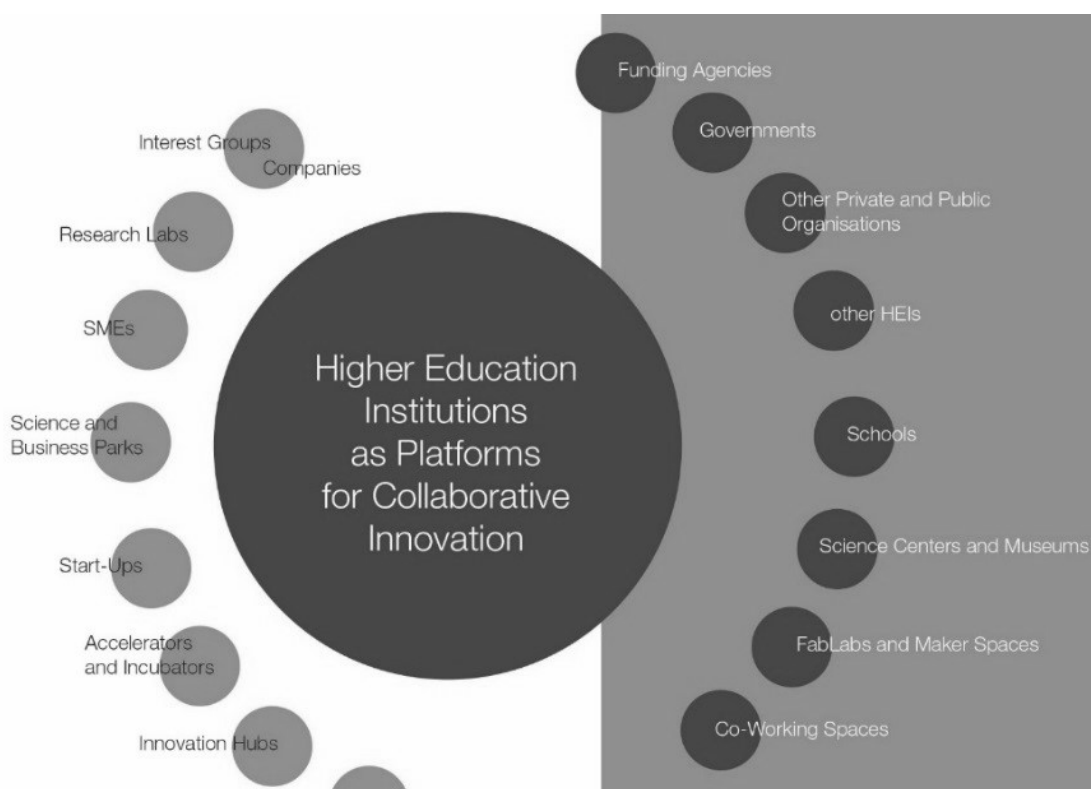 Funding Agencies
Governments
Other Private and Public
Organisations
other HEIs
Schools
Science Centers and Museums
FabLabs and Maker Spaces
Co-Working Spaces
Interest Groups
Companies
Research Labs
SMEs
Science and
Business Parks
Start-Ups
Accelerators
and Incubators
Innovation Hubs
Higher Education
Institutions
as Platforms
for Collaborative
Innovation